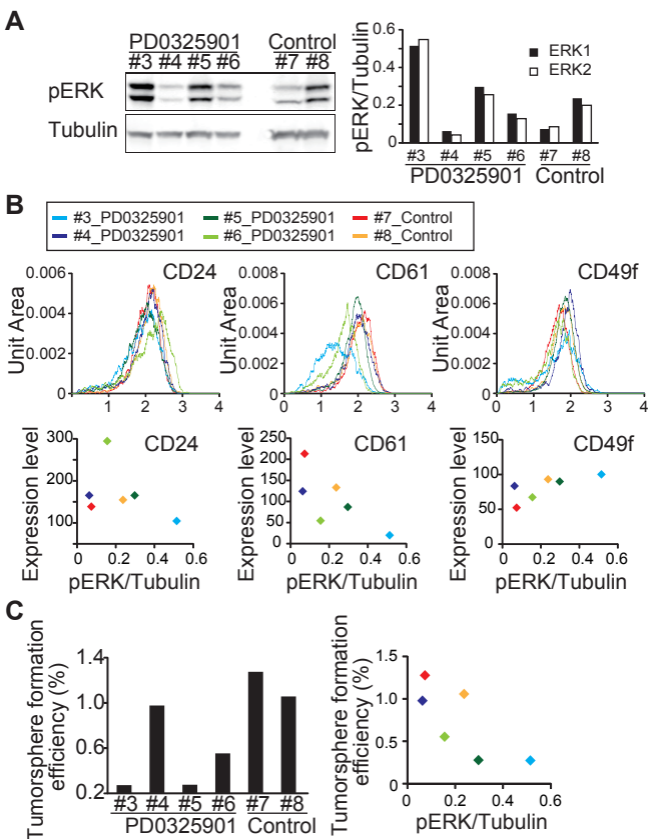 A
PD0325901 Control
#3 #4 #5 #6 #7 #8
pERK
Tubulin
pERK/Tubulin
0.6
0.2
0
ERK1
ERK2
#3 #4 #5 #6 #7 #8
PD0325901 Control
B
#3_PD0325901 #5_PD0325901 #7_Control
#4_PD0325901 #6_PD0325901 #8_Control
CD24
Unit Area
0.006
0.004
0.002
0
0 1 2 3 4
CD61
Unit Area
0.008
0.006
0.004
0.002
0
0 1 2 3 4
CD49f
Unit Area
0.008
0.006
0.004
0.002
0
0 1 2 3 4
CD24
Expression level
300
200
100
0 0.2 0.4 0.6
pERK/Tubulin
CD61
Expression level
250
200
150
100
50
0
0 0.2 0.4 0.6
pERK/Tubulin
CD49f
Expression level
150
100
50
0
0 0.2 0.4 0.6
pERK/Tubulin
C
Tumorsphere formation
efficiency (%)
1.4
1.0
0.6
0.2
#3 #4 #5 #6 #7 #8
PD0325901 Control
Tumorsphere formation
efficiency (%)
1.5
1.0
0.5
0
0 0.2 0.4 0.6
pERK/Tubulin